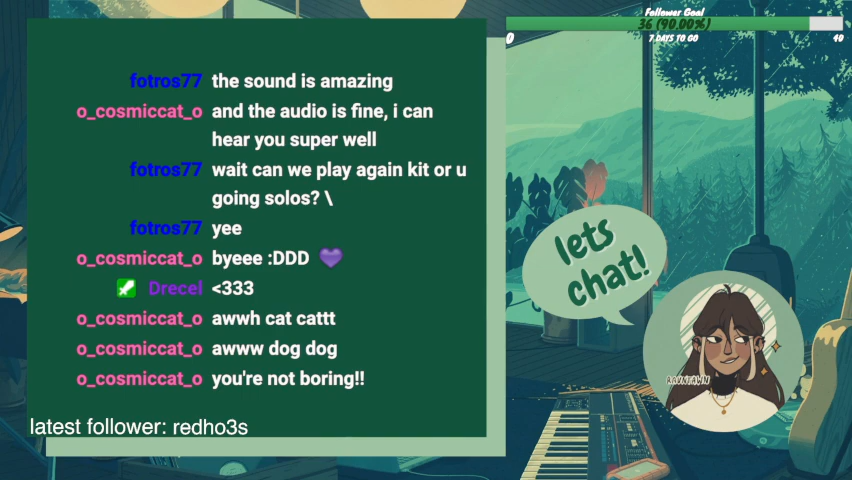 Follower Goal
36 (90.00%)
0
7 DAYS TO GO
40
fotros77 the sound is amazing
o_cosmiccat_o and the audio is fine, i can
hear you super well
fotros77 wait can we play again kit or u
going solos? \
fotros77 yee
o_cosmiccat_o byeee :DDD
Drecel <333
o_cosmiccat_o awwh cat cattt
o_cosmiccat_o awww dog dog
o_cosmiccat_o you're not boring!!
latest follower: redho3s
lets
chat!